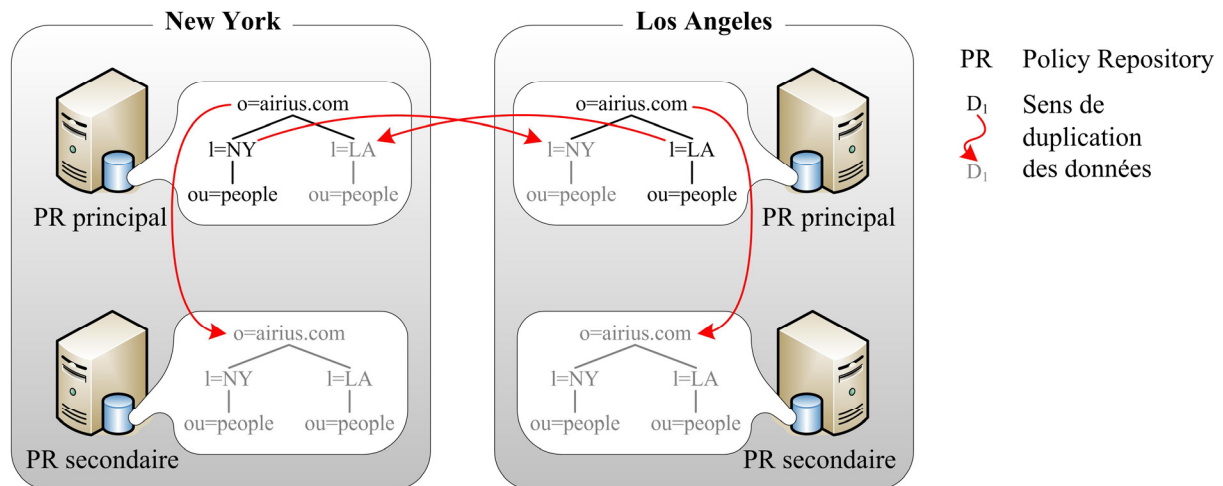 New York
o=airius.com
l=NY l=LA
ou=people ou=people
PR principal
o=airius.com
l=NY l=LA
ou=people ou=people
PR secondaire
Los Angeles
o=airius.com
l=NY l=LA
ou=people ou=people
PR principal
o=airius.com
l=NY l=LA
ou=people ou=people
PR secondaire
PR Policy Repository
D₁ Sens de
duplication
D₁ des données